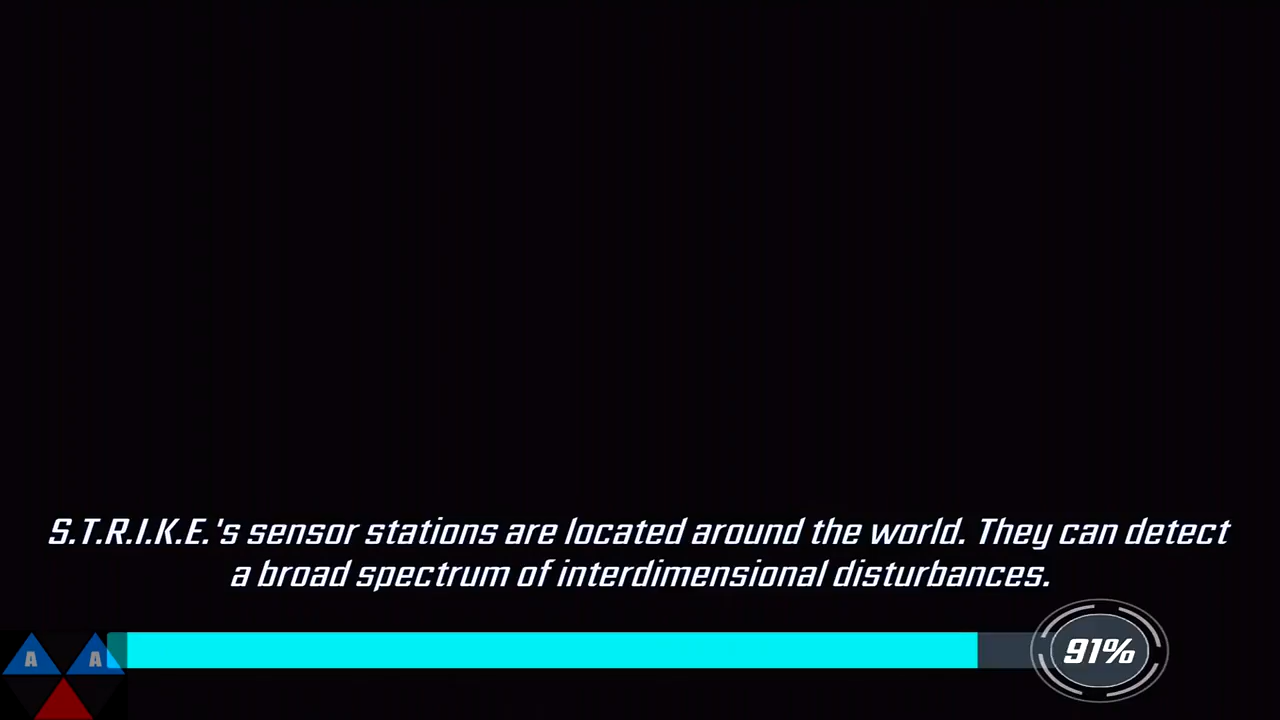 S.T.R.I.K.E.'s sensor stations are located around the world. They can detect
a broad spectrum of interdimensional disturbances.
91%
A A